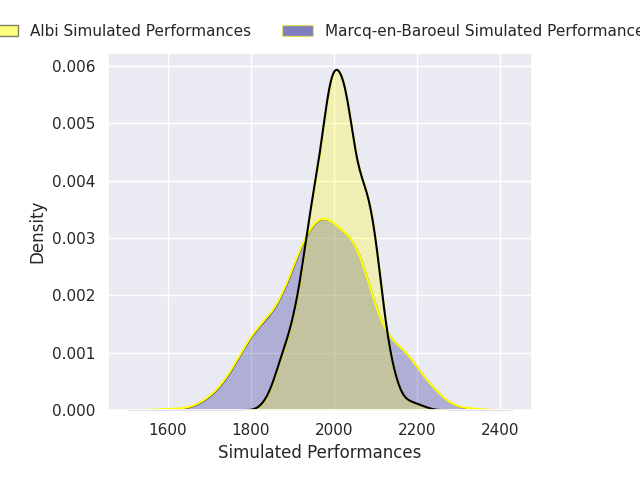 Albi Simulated Performances
Marcq-en-Baroeul Simulated Performance
0.006
0.005
0.004
0.003
0.002
0.001
0.000
Density
1600 1800 2000 2200 2400
Simulated Performances